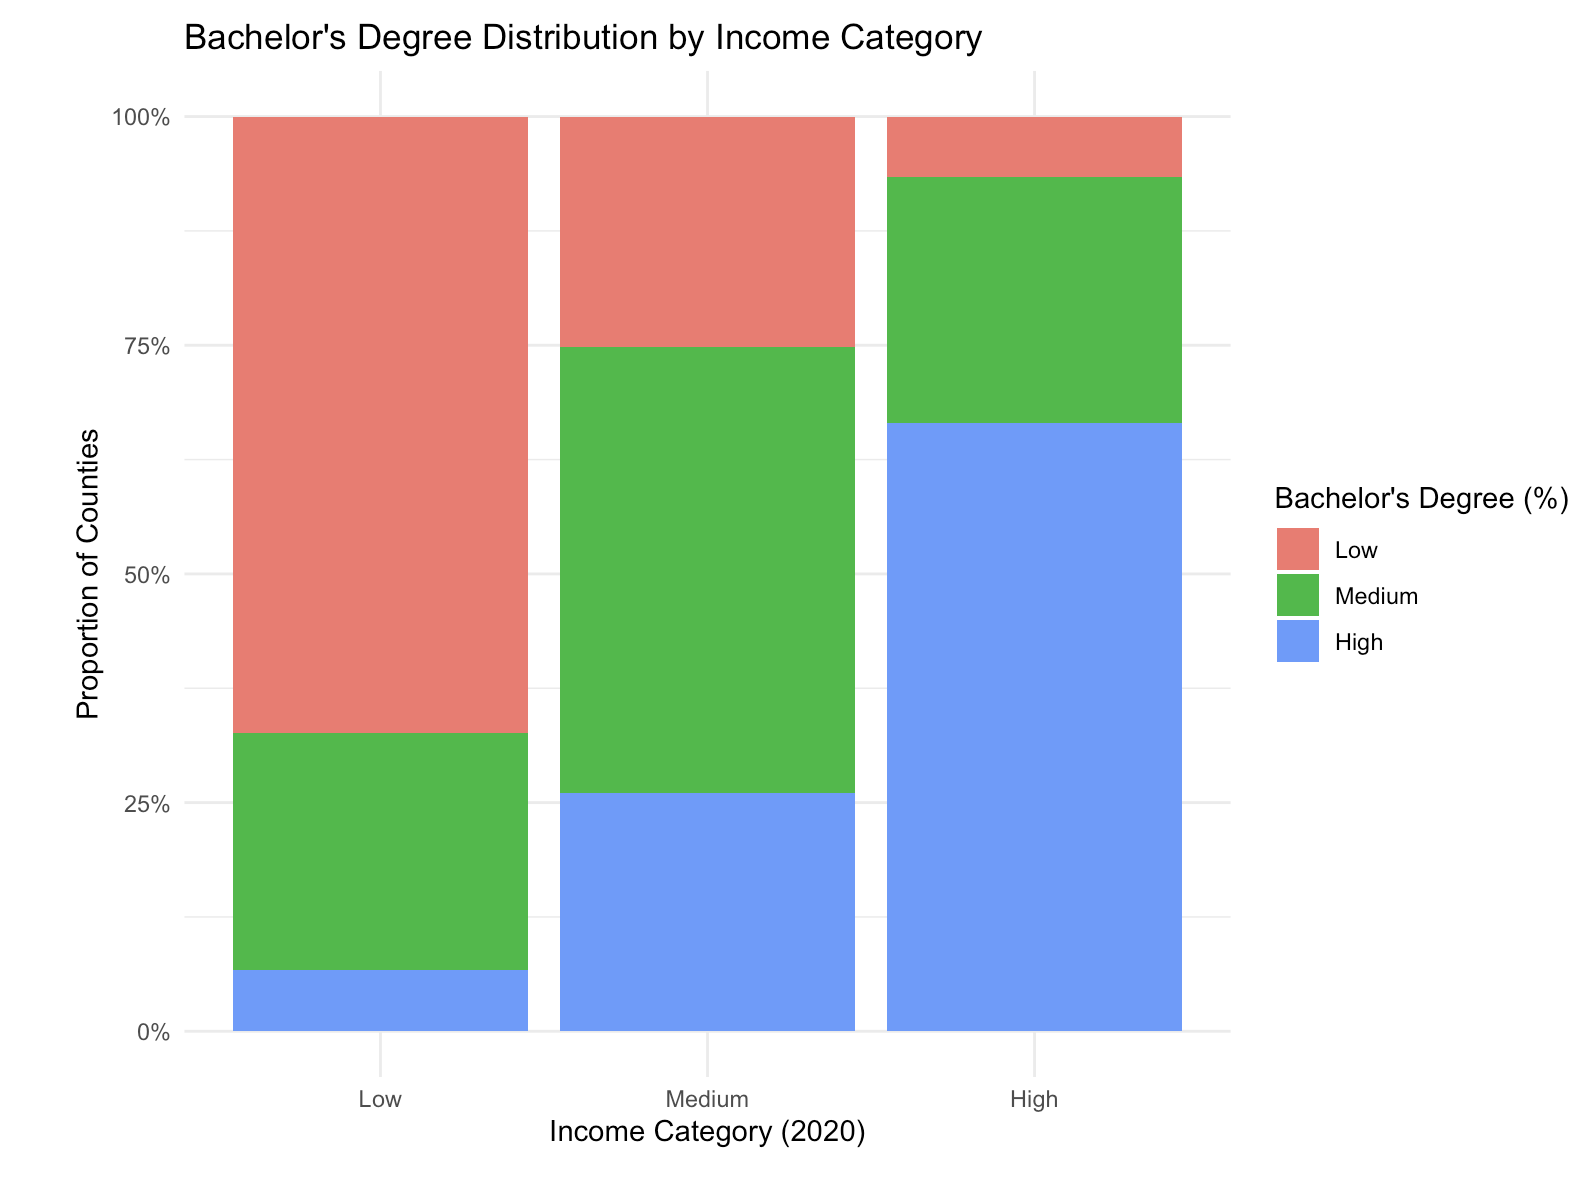 Bachelor's Degree Distribution by Income Category
100%
75%
50%
25%
0%
Proportion of Counties
Low
Medium
High
Income Category (2020)
Bachelor's Degree (%)
Low
Medium
High